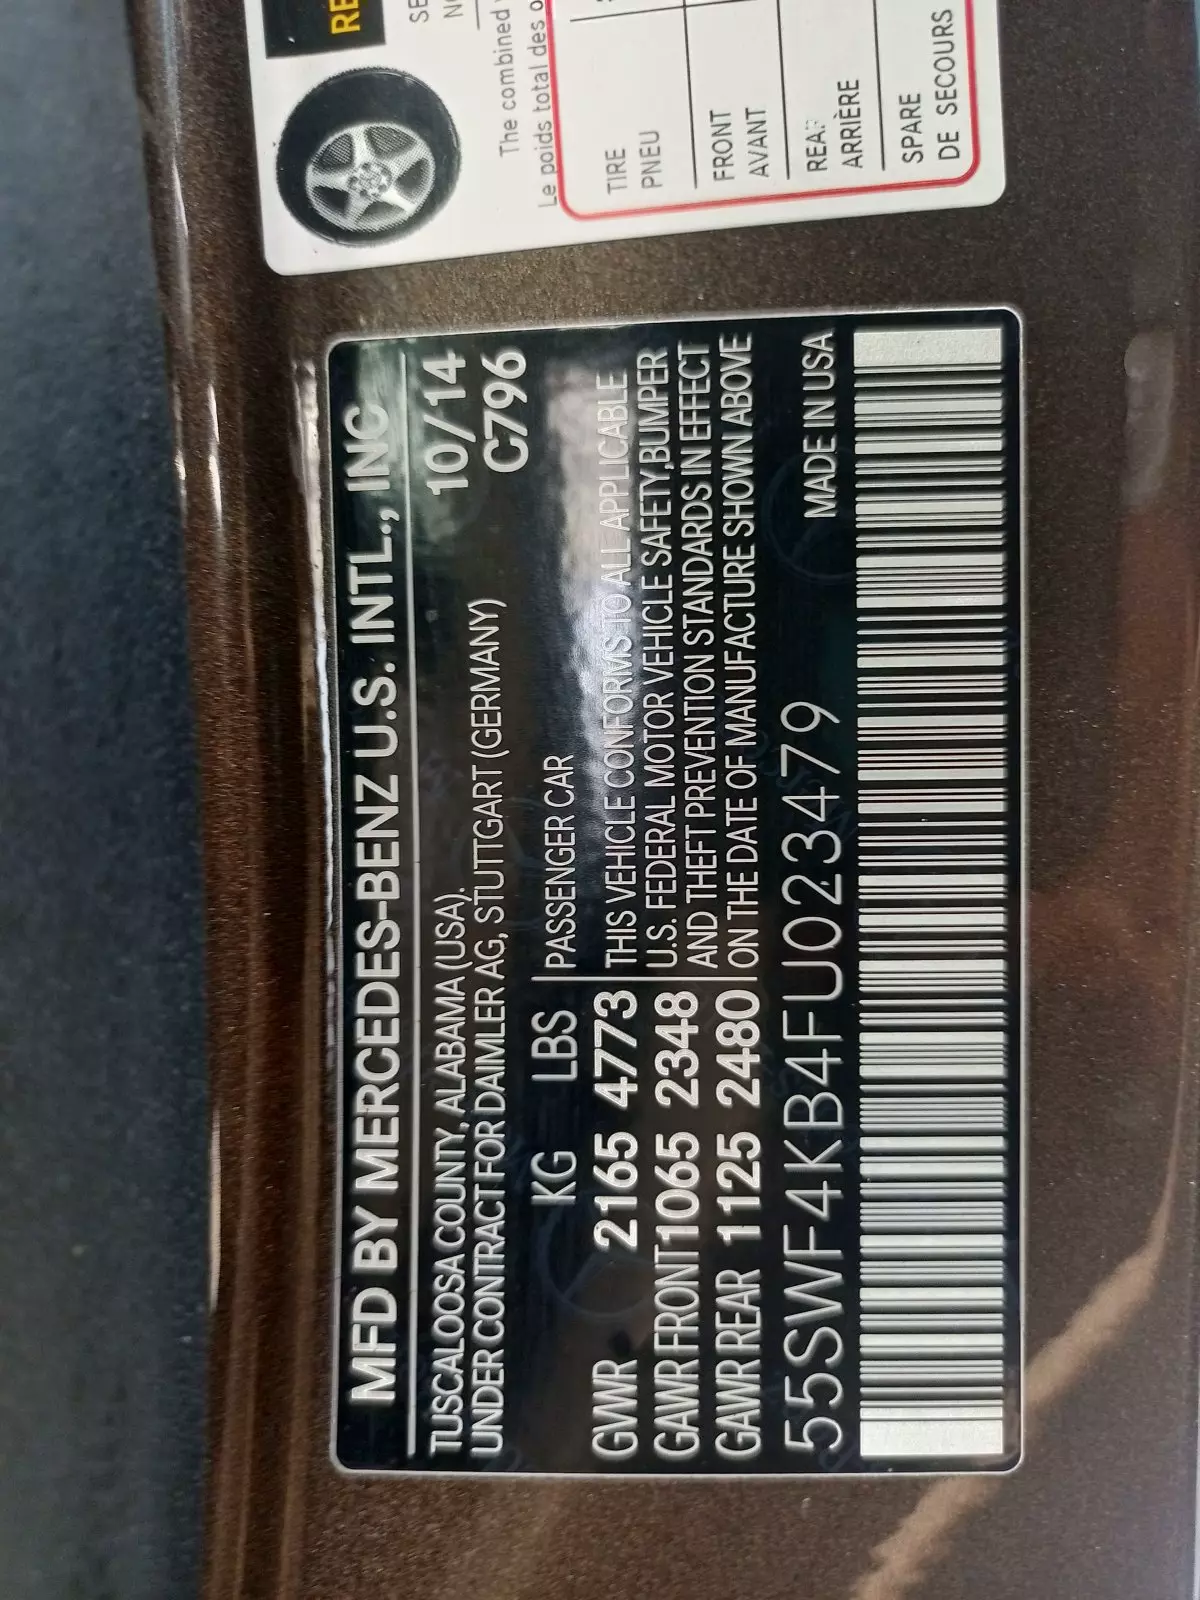 MFD BY MERCEDES-BENZ U.S. INTL., INC
TUSCALOOSA COUNTY, ALABAMA (USA). 10/14
UNDER CONTRACT FOR DAIMLER AG, STUTTGART (GERMANY) C796
KG LBS PASSENGER CAR
GVWR 2165 4773 THIS VEHICLE CONFORMS TO ALL APPLICABLE
GAWR FRONT 1065 2348 U.S. FEDERAL MOTOR VEHICLE SAFETY,BUMPER
GAWR REAR 1125 2480 AND THEFT PREVENTION STANDARDS IN EFFECT
ON THE DATE OF MANUFACTURE SHOWN ABOVE
55SWF4KB4FU023479 MADE IN USA
The combined
Le poids total des
TIRE
PNEU
FRONT
AVANT
REAR
ARRIÈRE
SPARE
DE SECOURS